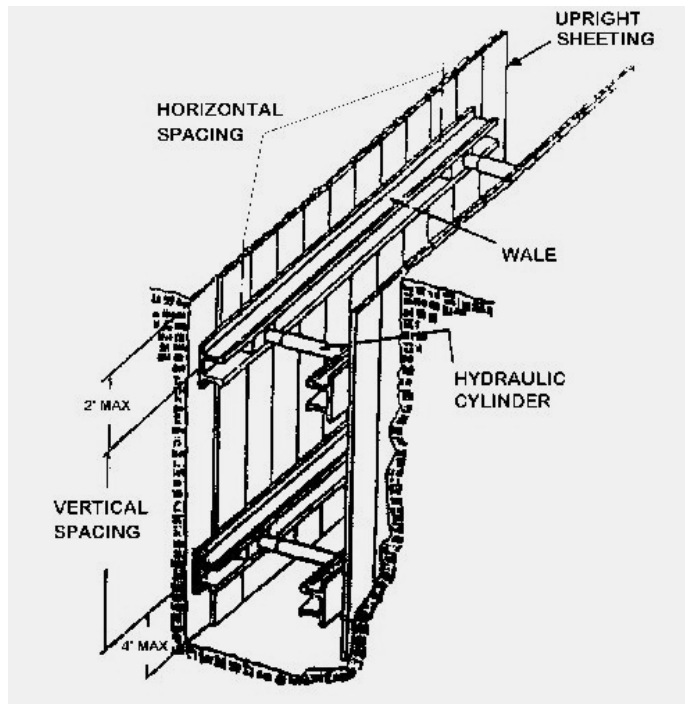 UPRIGHT
SHEETING
HORIZONTAL
SPACING
WALE
HYDRAULIC
CYLINDER
2' MAX
VERTICAL
SPACING
4' MAX